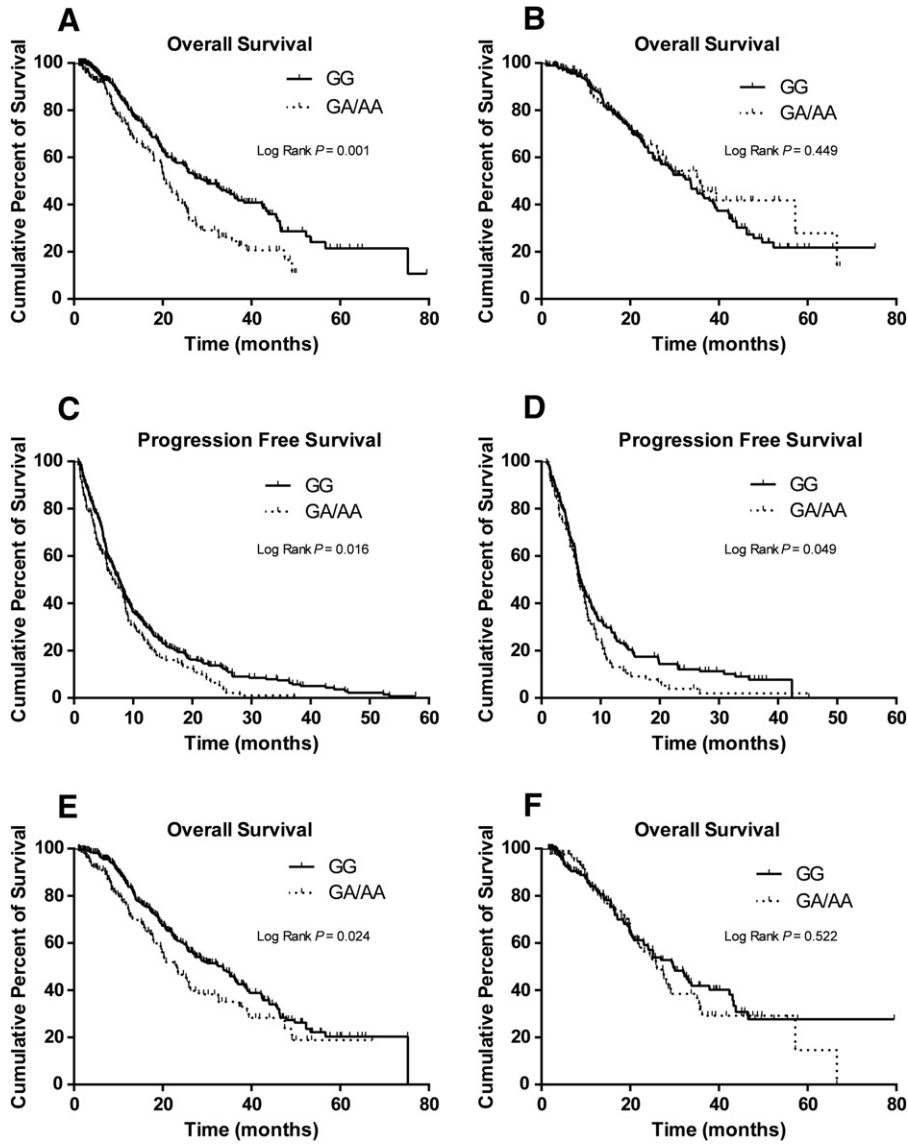 A
Overall Survival
Cumulative Percent of Survival
100
80
60
40
20
0
GG
GA/AA
Log Rank P = 0.001
0 20 40 60 80
Time (months)
B
Overall Survival
Cumulative Percent of Survival
100
80
60
40
20
0
GG
GA/AA
Log Rank P = 0.449
0 20 40 60 80
Time (months)
C
Progression Free Survival
Cumulative Percent of Survival
100
80
60
40
20
0
GG
GA/AA
Log Rank P = 0.016
0 10 20 30 40 50 60
Time (months)
D
Progression Free Survival
Cumulative Percent of Survival
100
80
60
40
20
0
GG
GA/AA
Log Rank P = 0.049
0 10 20 30 40 50 60
Time (months)
E
Overall Survival
Cumulative Percent of Survival
100
80
60
40
20
0
GG
GA/AA
Log Rank P = 0.024
0 20 40 60 80
Time (months)
F
Overall Survival
Cumulative Percent of Survival
100
80
60
40
20
0
GG
GA/AA
Log Rank P = 0.522
0 20 40 60 80
Time (months)